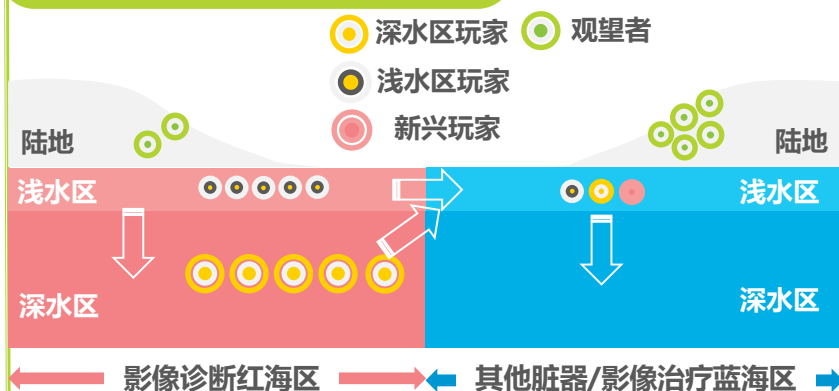 深水区玩家 观望者
浅水区玩家
新兴玩家
陆地 陆地
浅水区 浅水区
深水区 深水区
影像诊断红海区 其他脏器/影像治疗蓝海区